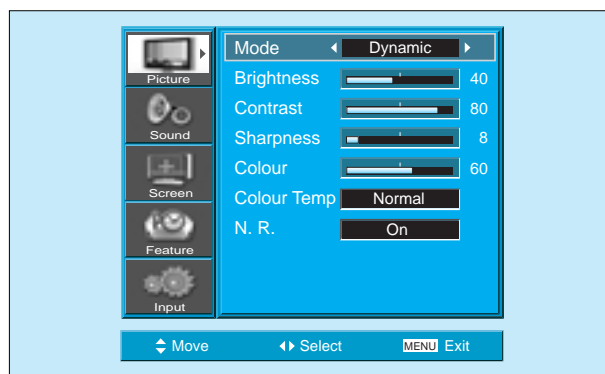 Picture
Sound
Screen
Feature
Input
Mode Dynamic
Brightness 40
Contrast 80
Sharpness 8
Colour 60
Colour Temp Normal
N. R. On
Move Select MENU Exit